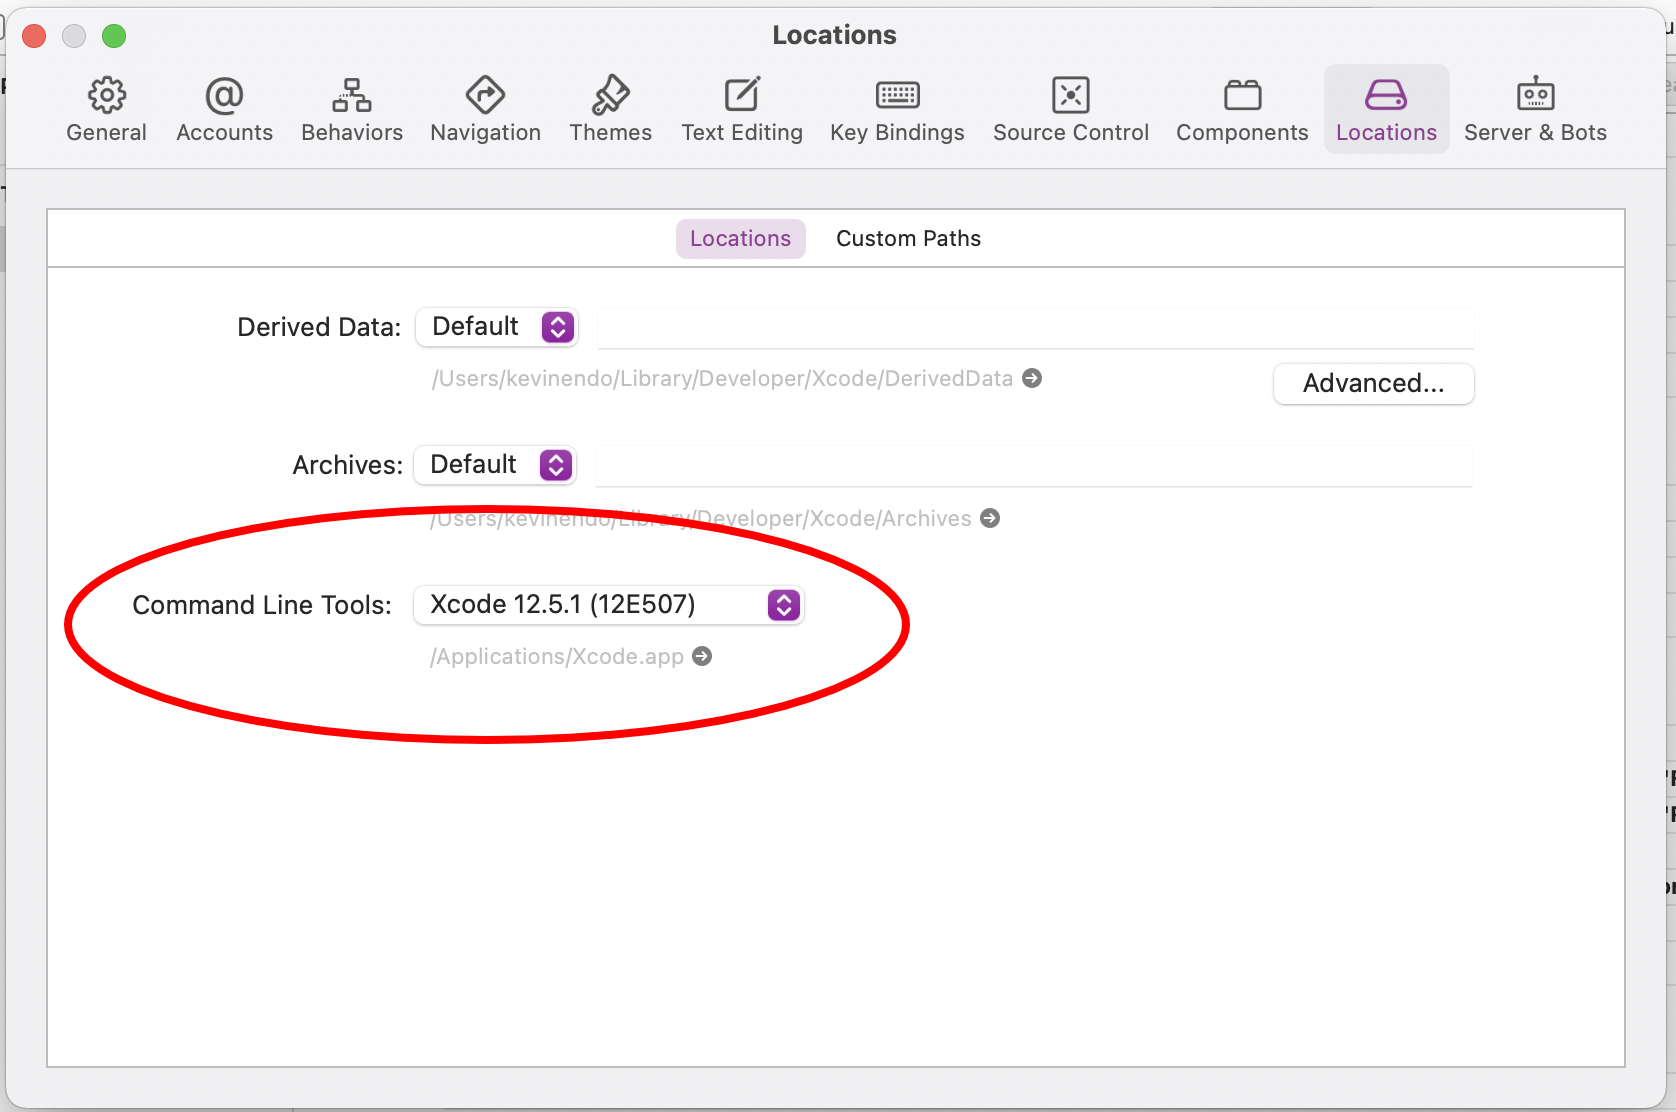 Locations
General Accounts Behaviors Navigation Themes Text Editing Key Bindings Source Control Components Locations Server & Bots
Locations Custom Paths
Derived Data: Default
/Users/kevinendo/Library/Developer/Xcode/DerivedData
Advanced...
Archives: Default
/Users/kevinendo/Library/Developer/Xcode/Archives
Command Line Tools: Xcode 12.5.1 (12E507)
/Applications/Xcode.app